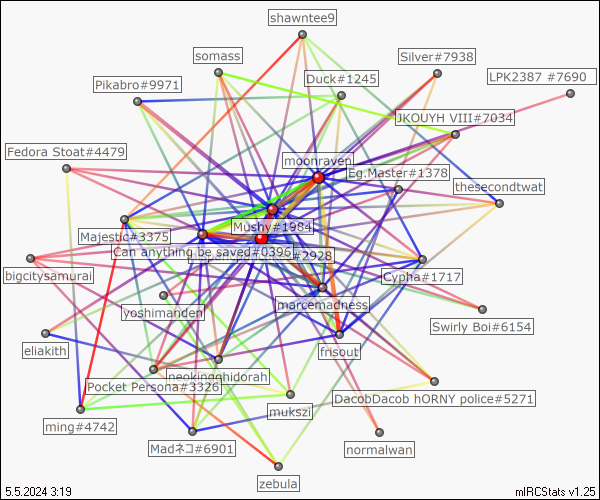 shawntee9
somass
Silver#7938
Duck#1245
LPK2387 #7690
Pikabro#9971
JKOUYH VIII#7034
Fedora Stoat#4479
moonraven
Eg.Master#1378
thesecondtwat
Mushy#1984
Majestic#3375
Can anything be saved#0396
#2928
bigcitysamurai
Cypha#1717
yoshimanden
marcemadness
Swirly Boi#6154
eliakith
frisout
neokingghidorah
Pocket Persona#3326
DacobDacob hORNY police#5271
mukszi
ming#4742
Madネコ#6901
normalwan
zebula
5.5.2024 3:19
mIRCStats v1.25